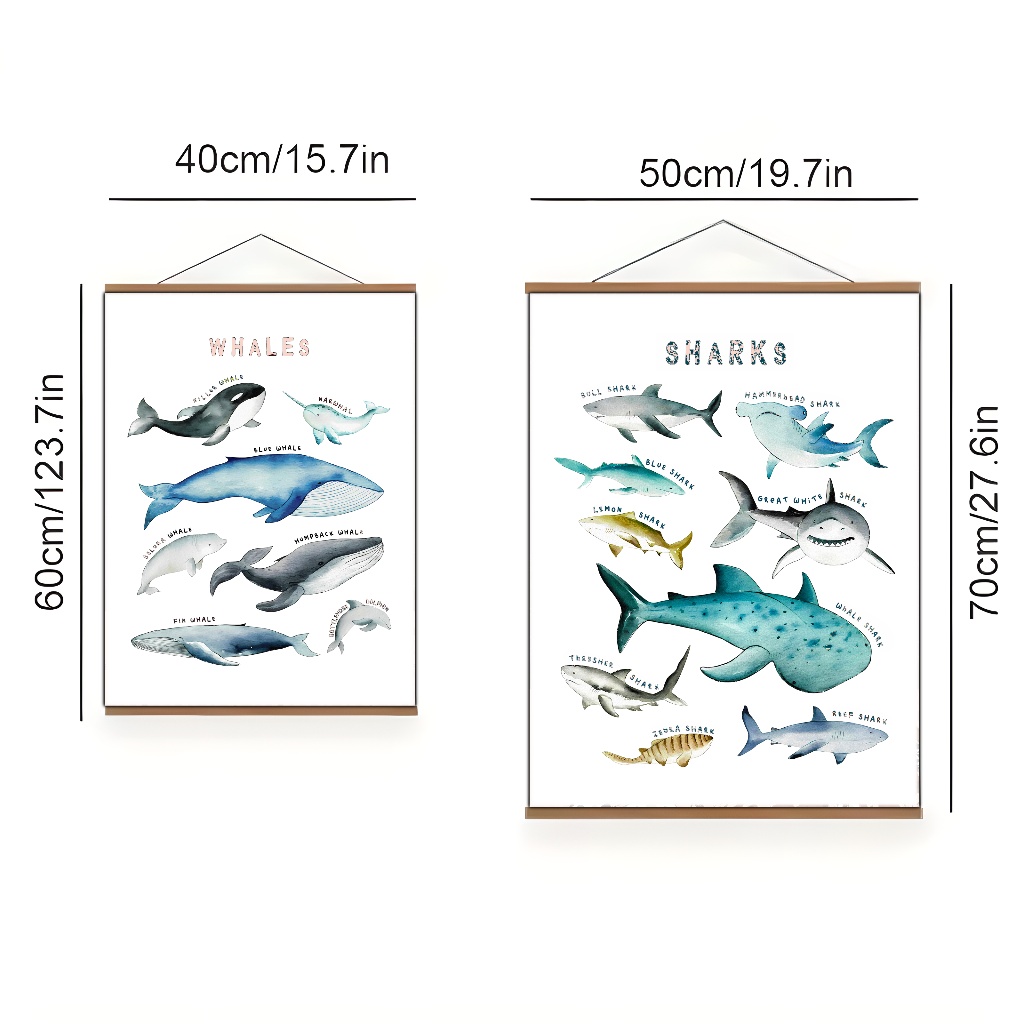 40cm/15.7in
50cm/19.7in
60cm/123.7in
70cm/27.6in
WHALES
KILLER WHALE
NARWHAL
BLUE WHALE
BELUGA WHALE
HUMPBACK WHALE
FIN WHALE
BOTTLENOSE DOLPHIN
SHARKS
BULL SHARK
HAMMERHEAD SHARK
BLUE SHARK
GREAT WHITE SHARK
LEMON SHARK
WHALE SHARK
THRESHER SHARK
REEF SHARK
ZEBRA SHARK